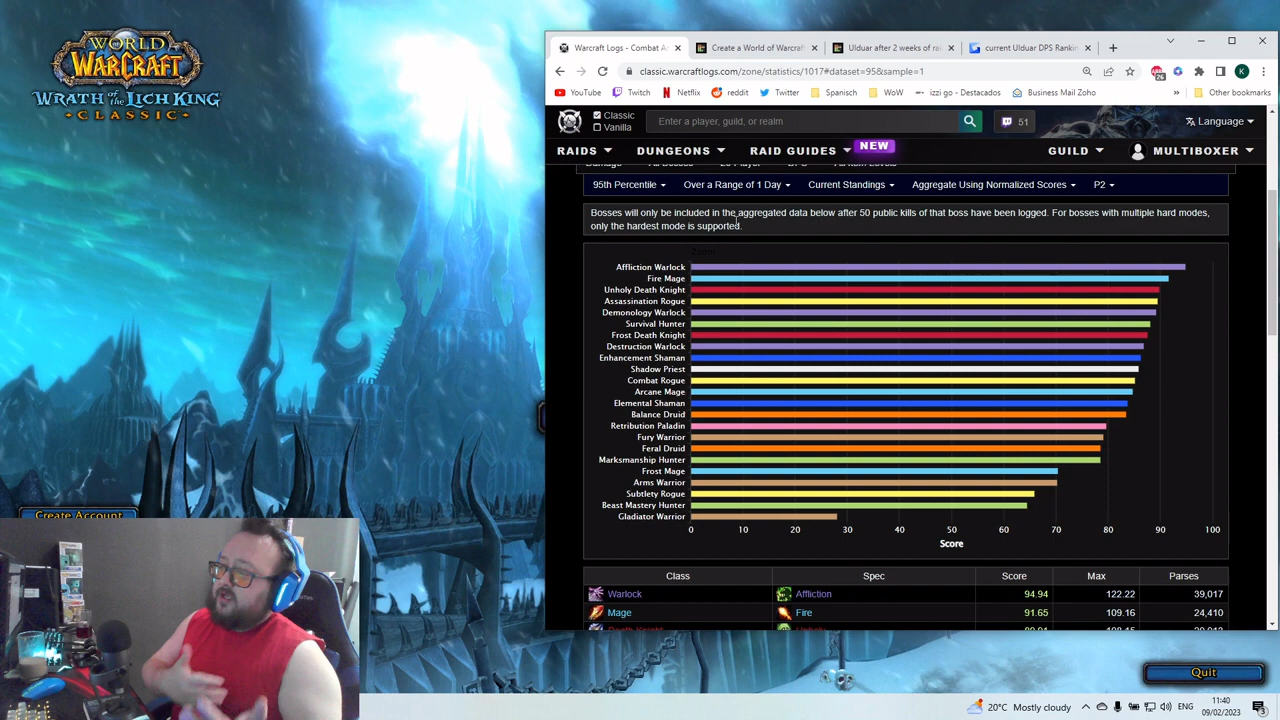 WORLD
OF
WARCRAFT
WRATH of the LICH KING
CLASSIC
Create Account
Quit
Warcraft Logs - Combat A
Create a World of Warcraf
Ulduar after 2 weeks of ra
current Ulduar DPS Rankin
classic.warcraftlogs.com/zone/statistics/1017#dataset=95&sample=1
K
YouTube
Twitch
Netflix
reddit
Twitter
Spanish
WoW
izzi go - Destacados
Business Mail Zoho
»
Other bookmarks
Classic
Vanilla
Enter a player, guild, or realm
51
Language
RAIDS
DUNGEONS
RAID GUIDES
NEW
GUILD
MULTIBOXER
95th Percentile
Over a Range of 1 Day
Current Standings
Aggregate Using Normalized Scores
P2
Bosses will only be included in the aggregated data below after 50 public kills of that boss have been logged. For bosses with multiple hard modes,
only the hardest mode is supported.
Zoom
Affliction Warlock
Fire Mage
Unholy Death Knight
Assassination Rogue
Demonology Warlock
Survival Hunter
Frost Death Knight
Destruction Warlock
Enhancement Shaman
Shadow Priest
Combat Rogue
Arcane Mage
Elemental Shaman
Balance Druid
Retribution Paladin
Fury Warrior
Feral Druid
Marksmanship Hunter
Frost Mage
Arms Warrior
Subtlety Rogue
Beast Mastery Hunter
Gladiator Warrior
0 10 20 30 40 50 60 70 80 90 100
Score
Class Spec Score Max Parses
Warlock Affliction 94.94 122.22 39,017
Mage Fire 91.65 109.16 24,410
20°C Mostly cloudy
ENG
11:40
09/02/2023